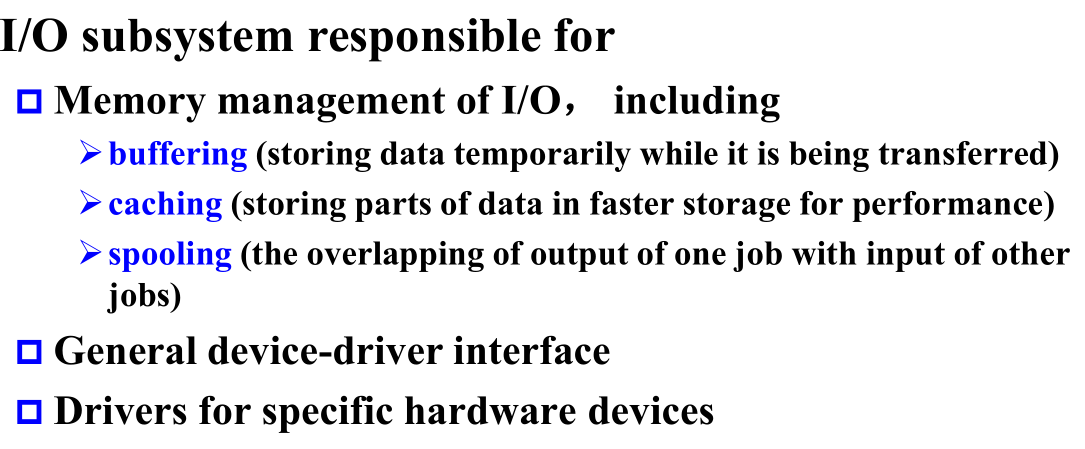 I/O subsystem responsible for
Memory management of I/O， including
buffering (storing data temporarily while it is being transferred)
caching (storing parts of data in faster storage for performance)
spooling (the overlapping of output of one job with input of other
jobs)
General device-driver interface
Drivers for specific hardware devices